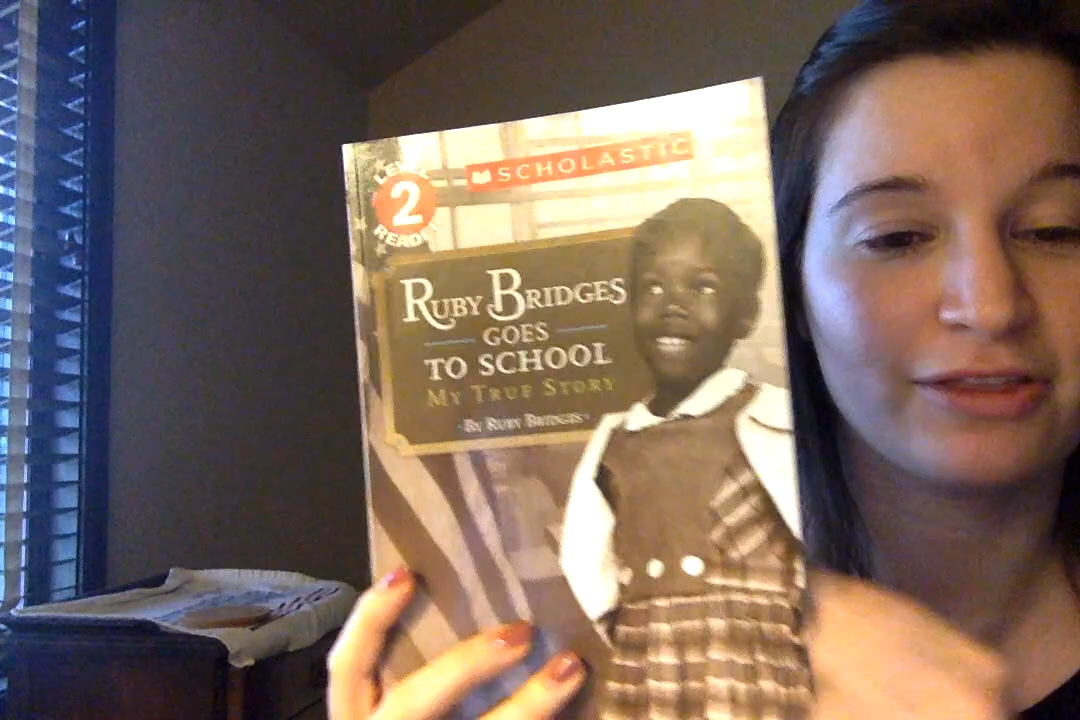 LEVEL
2
READER
SCHOLASTIC
RUBY BRIDGES
GOES
TO SCHOOL
MY TRUE STORY
· BY RUBY BRIDGES ·